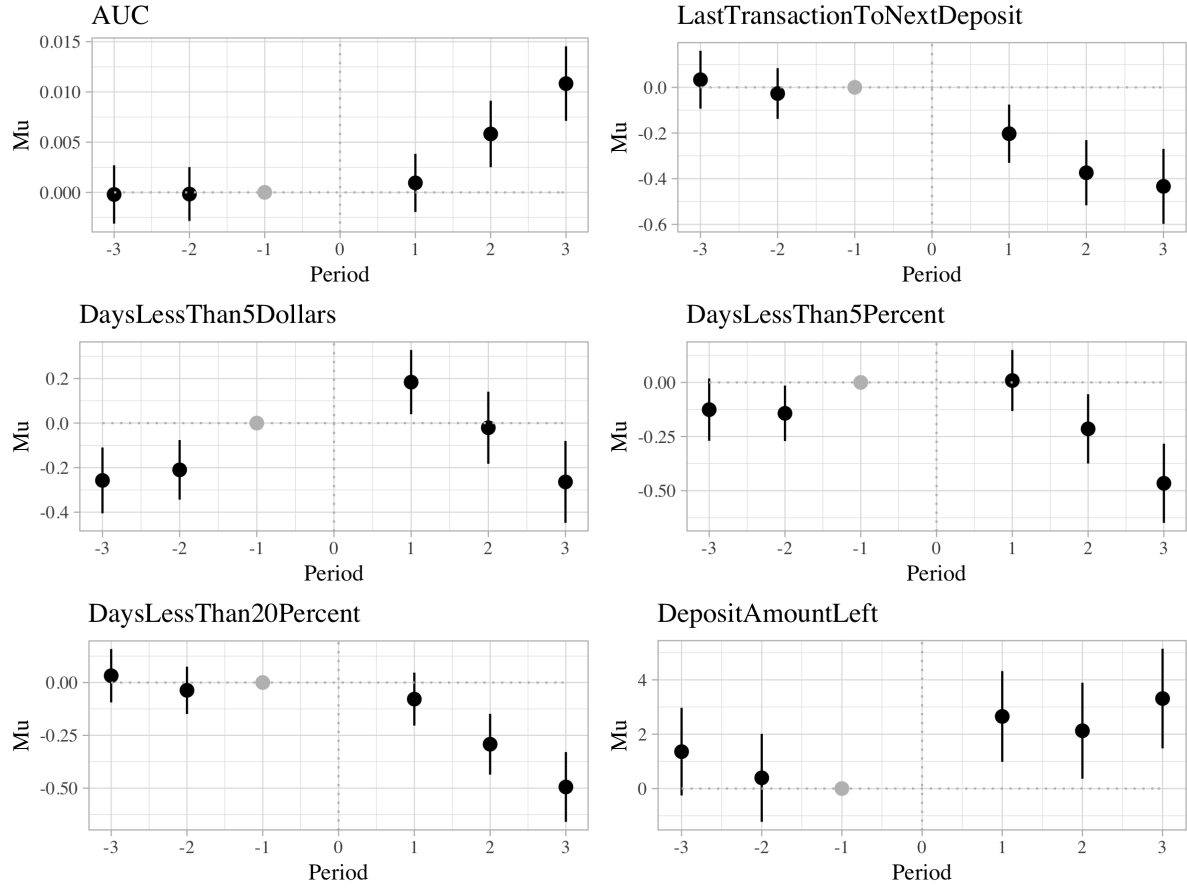 AUC
Mu
0.015
0.010
0.005
0.000
-3 -2 -1 0 1 2 3
Period
LastTransactionToNextDeposit
Mu
0.0
-0.2
-0.4
-0.6
-3 -2 -1 0 1 2 3
Period
DaysLessThan5Dollars
Mu
0.2
0.0
-0.2
-0.4
-3 -2 -1 0 1 2 3
Period
DaysLessThan5Percent
Mu
0.00
-0.25
-0.50
-3 -2 -1 0 1 2 3
Period
DaysLessThan20Percent
Mu
0.00
-0.25
-0.50
-3 -2 -1 0 1 2 3
Period
DepositAmountLeft
Mu
4
2
0
-3 -2 -1 0 1 2 3
Period